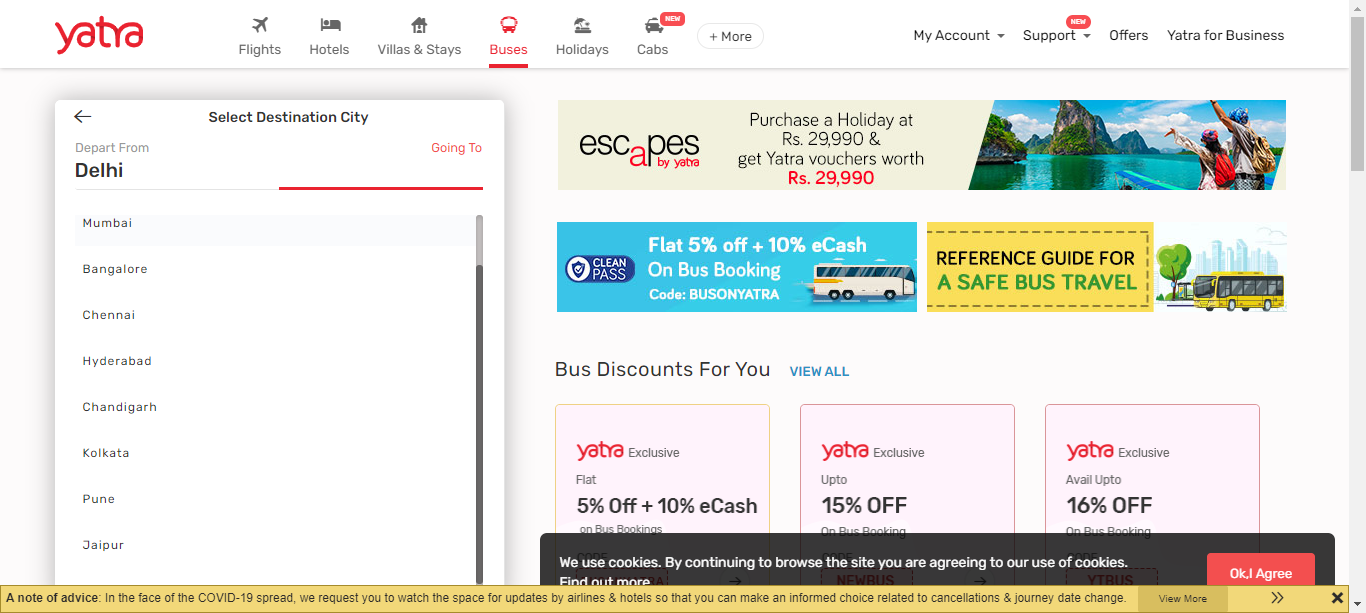 yatra
Flights
Hotels
Villas & Stays
Buses
Holidays
NEW
Cabs
+ More
My Account
NEW
Support
Offers
Yatra for Business
Select Destination City
Depart From
Going To
Delhi
Mumbai
Bangalore
Chennai
Hyderabad
Chandigarh
Kolkata
Pune
Jaipur
escapes
by yatra
Purchase a Holiday at
Rs. 29,990 &
get Yatra vouchers worth
Rs. 29,990
CLEAN
PASS
Flat 5% off + 10% eCash
On Bus Booking
Code: BUSONYATRA
REFERENCE GUIDE FOR
A SAFE BUS TRAVEL
Bus Discounts For You
VIEW ALL
yatra Exclusive
Flat
5% Off + 10% eCash
on Bus Bookings
yatra Exclusive
Upto
15% OFF
On Bus Booking
CODE
NEWBUS
yatra Exclusive
Avail Upto
16% OFF
On Bus Booking
CODE
YTBUS
We use cookies. By continuing to browse the site you are agreeing to our use of cookies.
Find out more
Ok,I Agree
A note of advice: In the face of the COVID-19 spread, we request you to watch the space for updates by airlines & hotels so that you can make an informed choice related to cancellations & journey date change.
View More